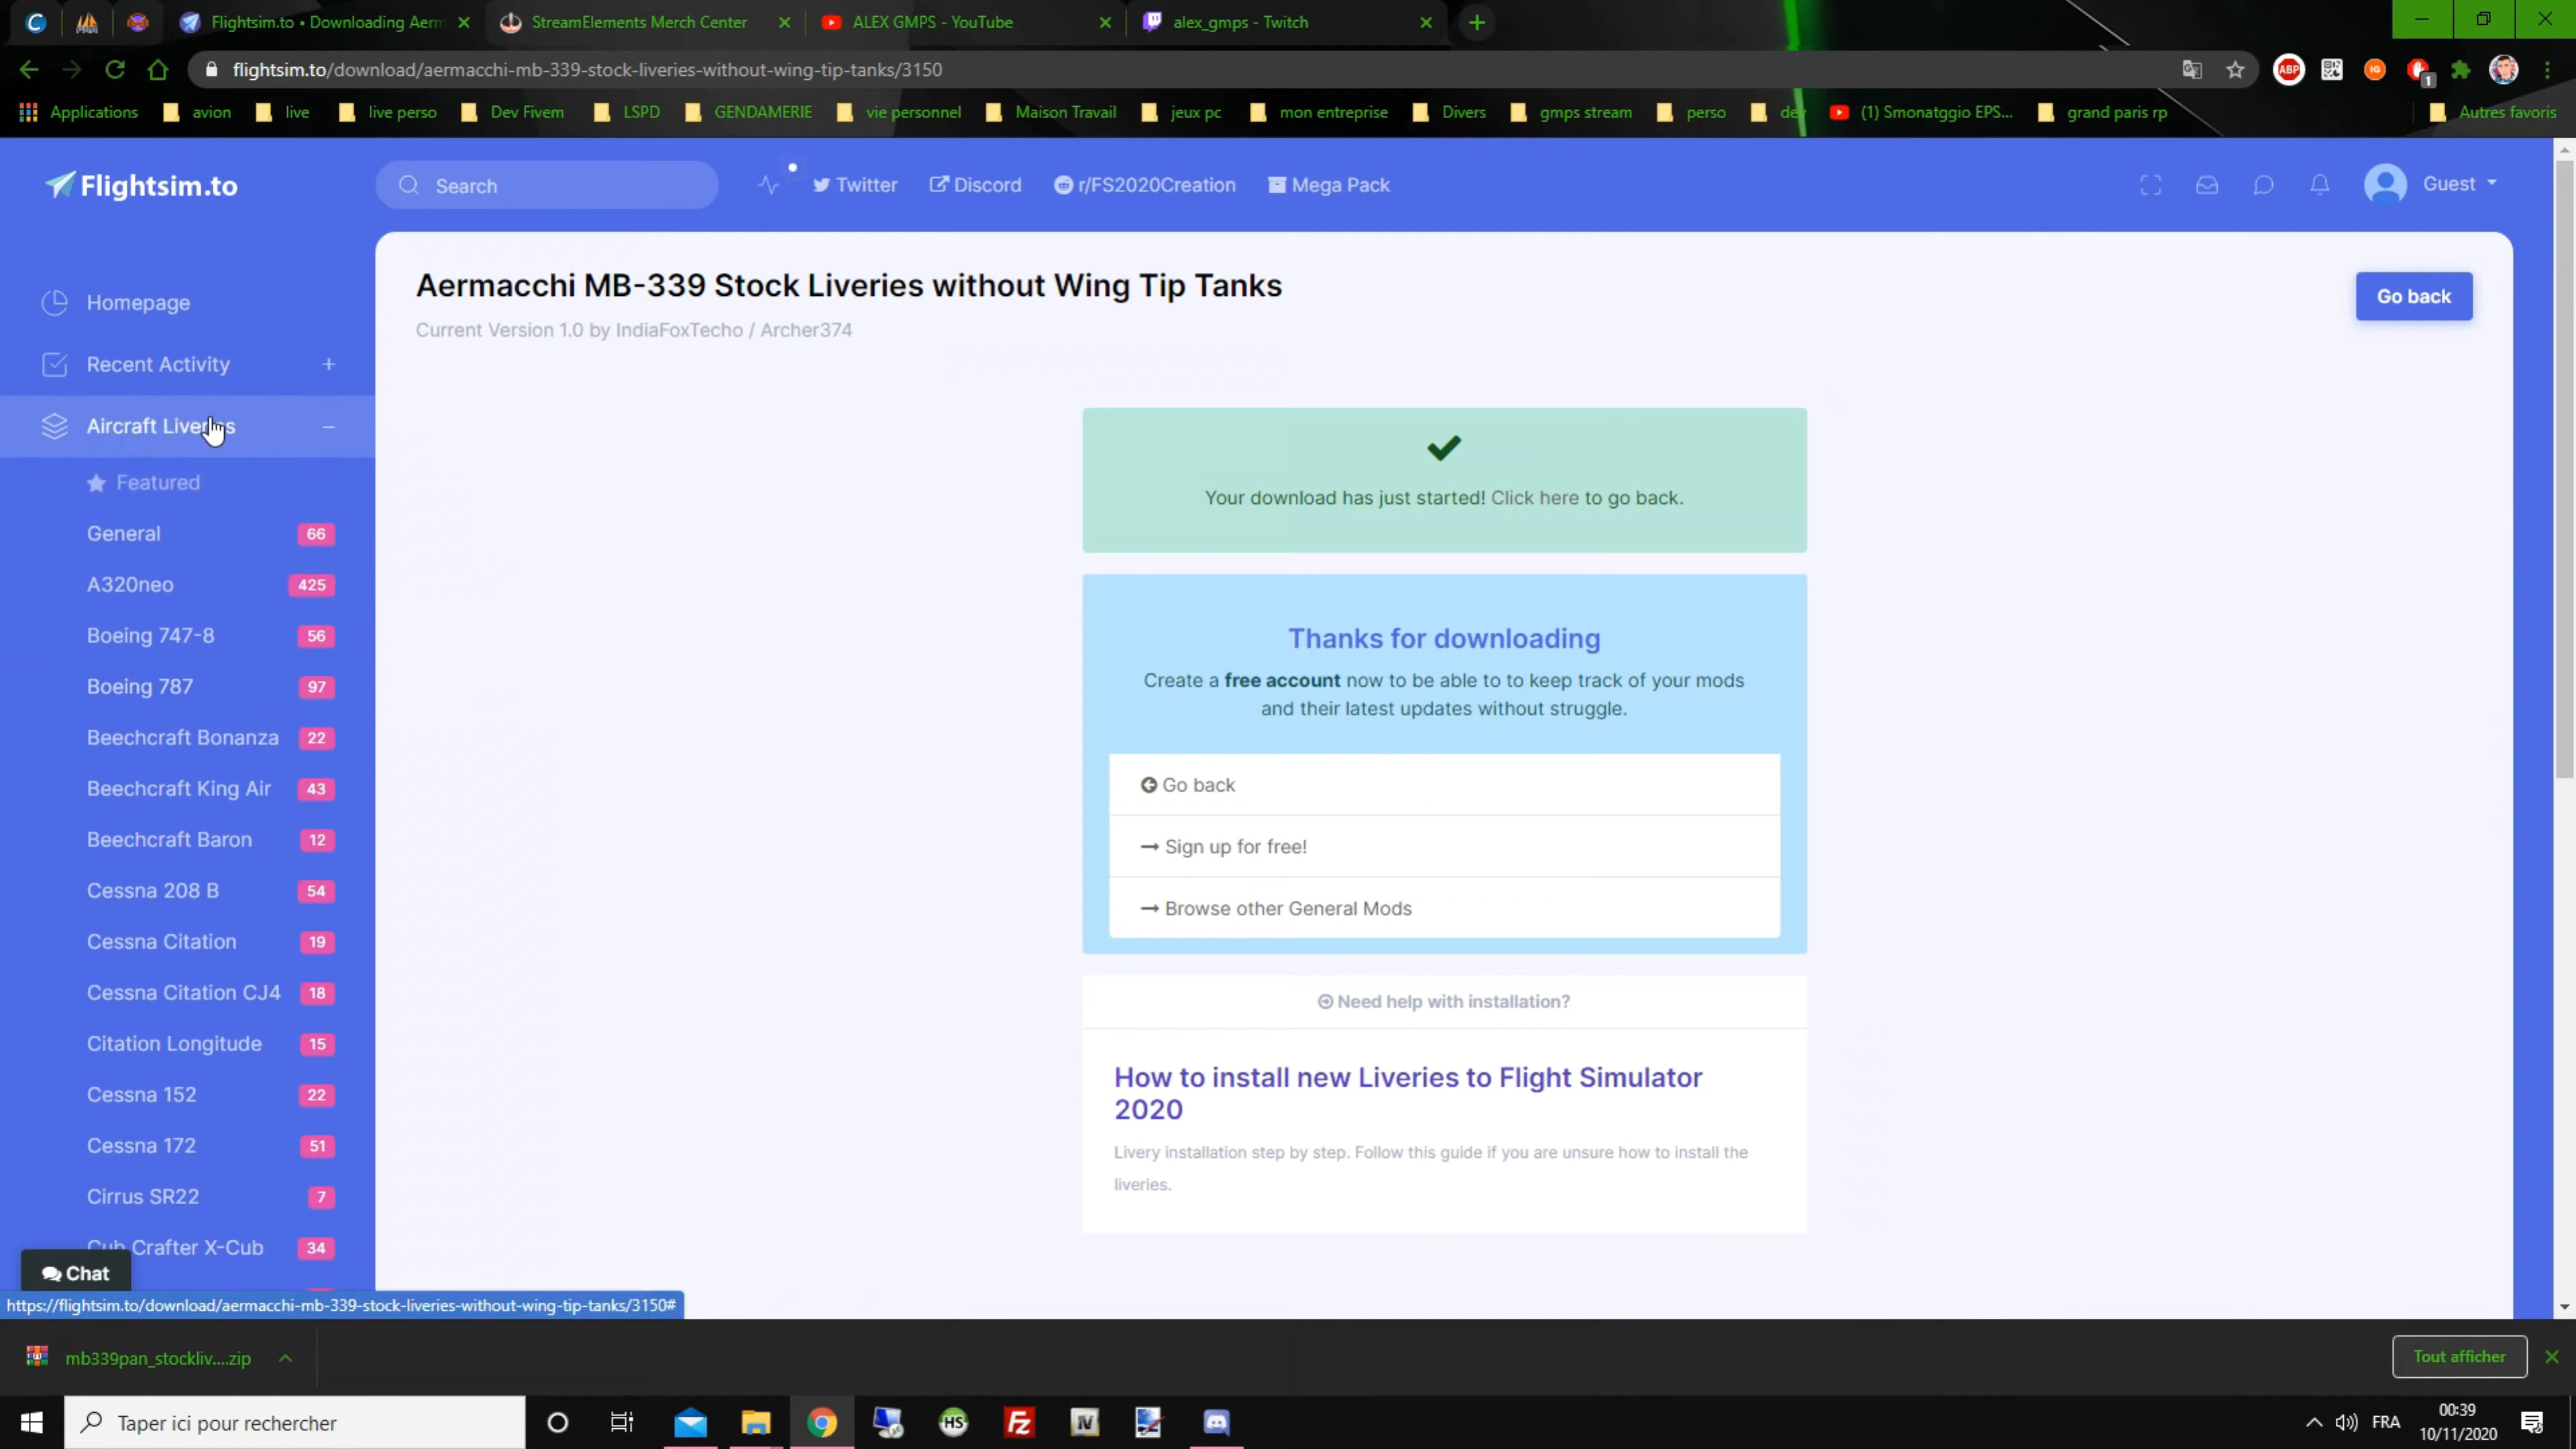 Flightsim.to • Downloading Aerm
StreamElements Merch Center
ALEX GMPS - YouTube
alex_gmps - Twitch
flightsim.to/download/aermacchi-mb-339-stock-liveries-without-wing-tip-tanks/3150
ABP
IG
1
Applications
avion
live
live perso
Dev Fivem
LSPD
GENDAMERIE
vie personnel
Maison Travail
jeux pc
mon entreprise
Divers
gmps stream
perso
dev
(1) Smonatggio EPS...
grand paris rp
Autres favoris
Flightsim.to
Search
Twitter
Discord
r/FS2020Creation
Mega Pack
Guest
Homepage
Recent Activity +
Aircraft Liveries −
Featured
General 66
A320neo 425
Boeing 747-8 56
Boeing 787 97
Beechcraft Bonanza 22
Beechcraft King Air 43
Beechcraft Baron 12
Cessna 208 B 54
Cessna Citation 19
Cessna Citation CJ4 18
Citation Longitude 15
Cessna 152 22
Cessna 172 51
Cirrus SR22 7
Cub Crafter X-Cub 34
Chat
Aermacchi MB-339 Stock Liveries without Wing Tip Tanks
Current Version 1.0 by IndiaFoxTecho / Archer374
Go back
Your download has just started! Click here to go back.
Thanks for downloading
Create a free account now to be able to to keep track of your mods
and their latest updates without struggle.
Go back
Sign up for free!
Browse other General Mods
Need help with installation?
How to install new Liveries to Flight Simulator
2020
Livery installation step by step. Follow this guide if you are unsure how to install the
liveries.
https://flightsim.to/download/aermacchi-mb-339-stock-liveries-without-wing-tip-tanks/3150#
mb339pan_stockliv....zip
Tout afficher
Taper ici pour rechercher
HS
FZ
IV
FRA
00:39
10/11/2020